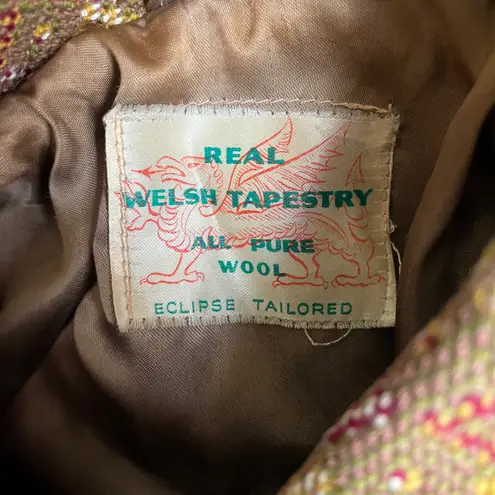 REAL
WELSH TAPESTRY
ALL PURE
WOOL
ECLIPSE TAILORED